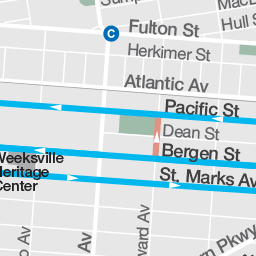 Fulton St
Hull S
Herkimer St
Atlantic Av
Pacific St
Dean St
Bergen St
Weeksville
Heritage
Center
St. Marks Av
Av
Av
C